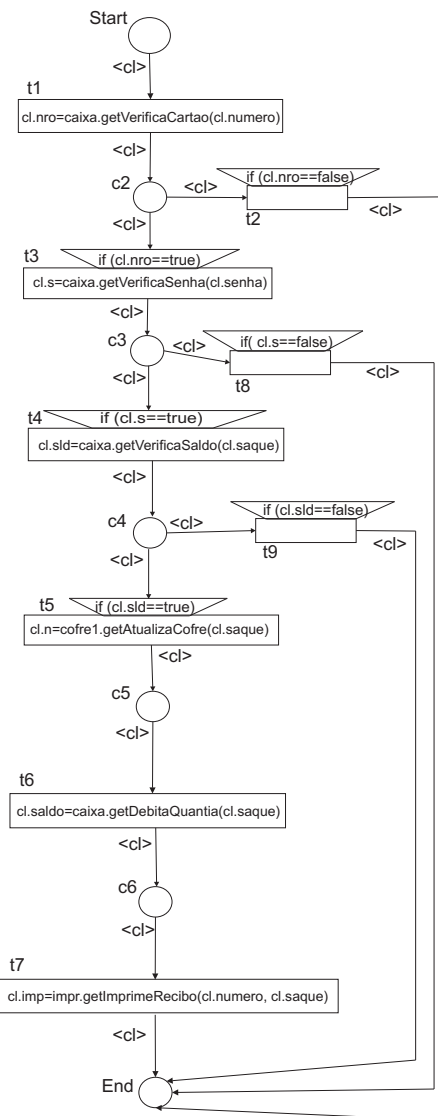 Start
<cl>
t1
cl.nro=caixa.getVerificaCartao(cl.numero)
<cl>
if (cl.nro==false)
c2
<cl>
<cl>
t2
<cl>
t3
if (cl.nro==true)
cl.s=caixa.getVerificaSenha(cl.senha)
<cl>
if( cl.s==false)
c3
<cl>
<cl>
t8
<cl>
t4
if (cl.s==true)
cl.sld=caixa.getVerificaSaldo(cl.saque)
<cl>
if (cl.sld==false)
c4
<cl>
<cl>
t9
<cl>
t5
if (cl.sld==true)
cl.n=cofre1.getAtualizaCofre(cl.saque)
<cl>
c5
<cl>
t6
cl.saldo=caixa.getDebitaQuantia(cl.saque)
<cl>
c6
<cl>
t7
cl.imp=impr.getImprimeRecibo(cl.numero, cl.saque)
<cl>
End